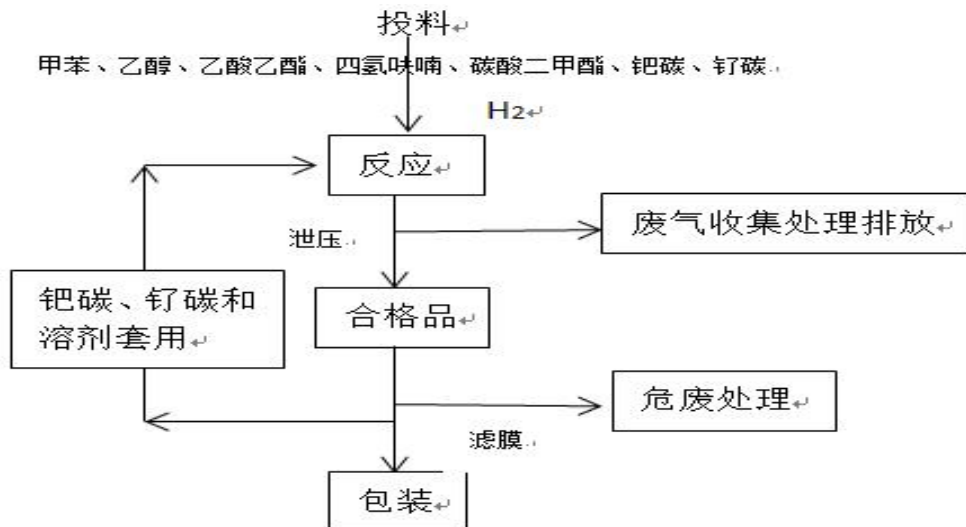 投料
甲苯、乙醇、乙酸乙酯、四氢呋喃、碳酸二甲酯、钯碳、钌碳
H2
反应
泄压
废气收集处理排放
钯碳、钌碳和
溶剂套用
合格品
危废处理
滤膜
包装